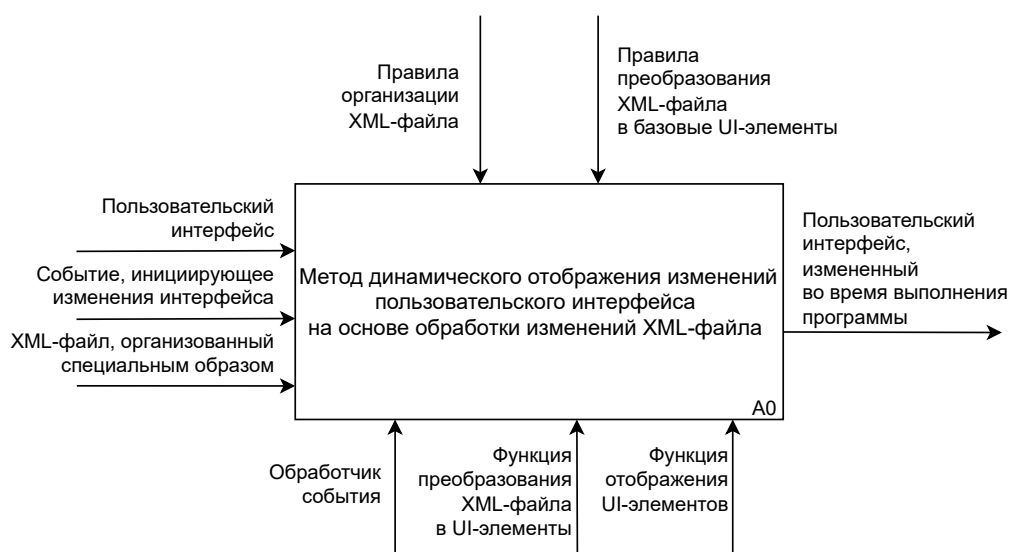 Правила
организации
XML-файла
Правила
преобразования
XML-файла
в базовые UI-элементы
Пользовательский
интерфейс
Событие, инициирующее
изменения интерфейса
XML-файл, организованный
специальным образом
Метод динамического отображения изменений
пользовательского интерфейса
на основе обработки изменений XML-файла
A0
Пользовательский
интерфейс,
измененный
во время выполнения
программы
Обработчик
события
Функция
преобразования
XML-файла
в UI-элементы
Функция
отображения
UI-элементов